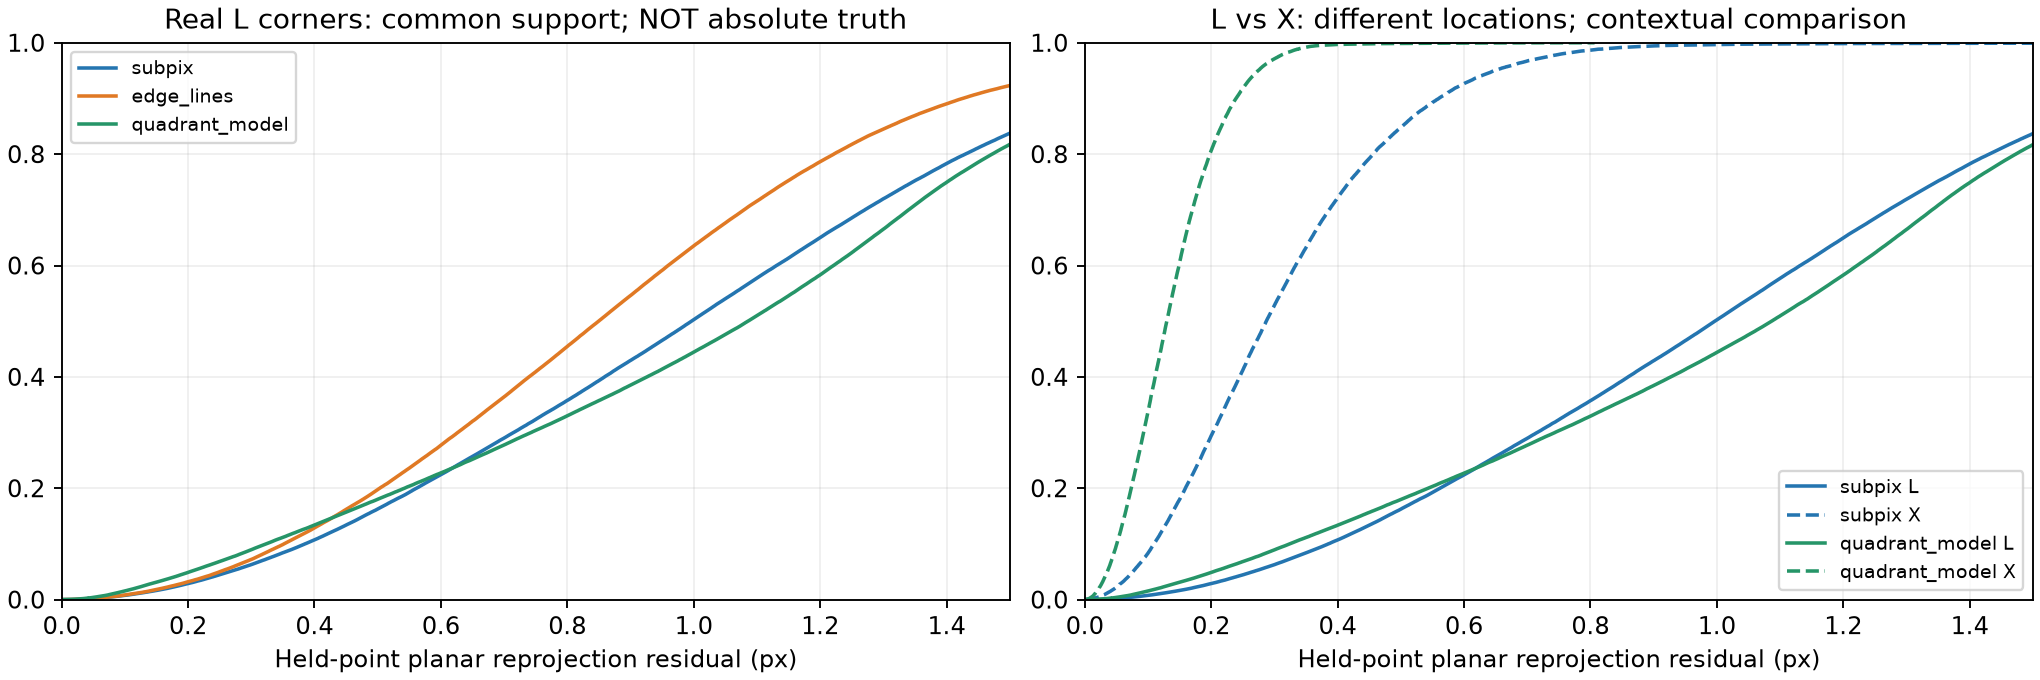 Real L corners: common support; NOT absolute truth
1.0
0.8
0.6
0.4
0.2
0.0
subpix
edge_lines
quadrant_model
0.0 0.2 0.4 0.6 0.8 1.0 1.2 1.4
Held-point planar reprojection residual (px)
L vs X: different locations; contextual comparison
1.0
0.8
0.6
0.4
0.2
0.0
subpix L
subpix X
quadrant_model L
quadrant_model X
0.0 0.2 0.4 0.6 0.8 1.0 1.2 1.4
Held-point planar reprojection residual (px)